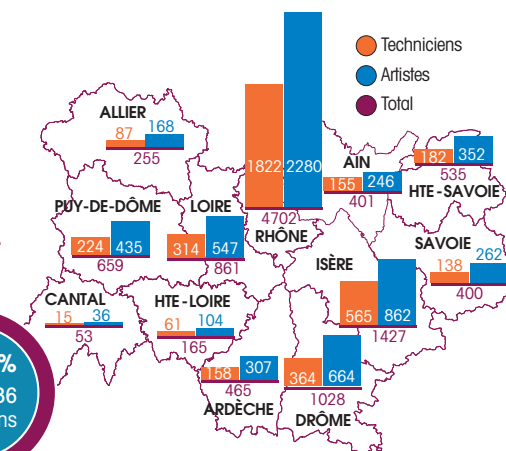 Techniciens
Artistes
Total
ALLIER
87 168
255
1822 2280
4702
RHÔNE
AIN
155 246
401
182 352
535
HTE-SAVOIE
PUY-DE-DÔME
224 435
659
LOIRE
314 547
861
ISÈRE
565 862
1427
SAVOIE
138 262
400
CANTAL
15 36
53
HTE-LOIRE
61 104
165
158 307
465
ARDÈCHE
364 664
1028
DRÔME
%
36
ns